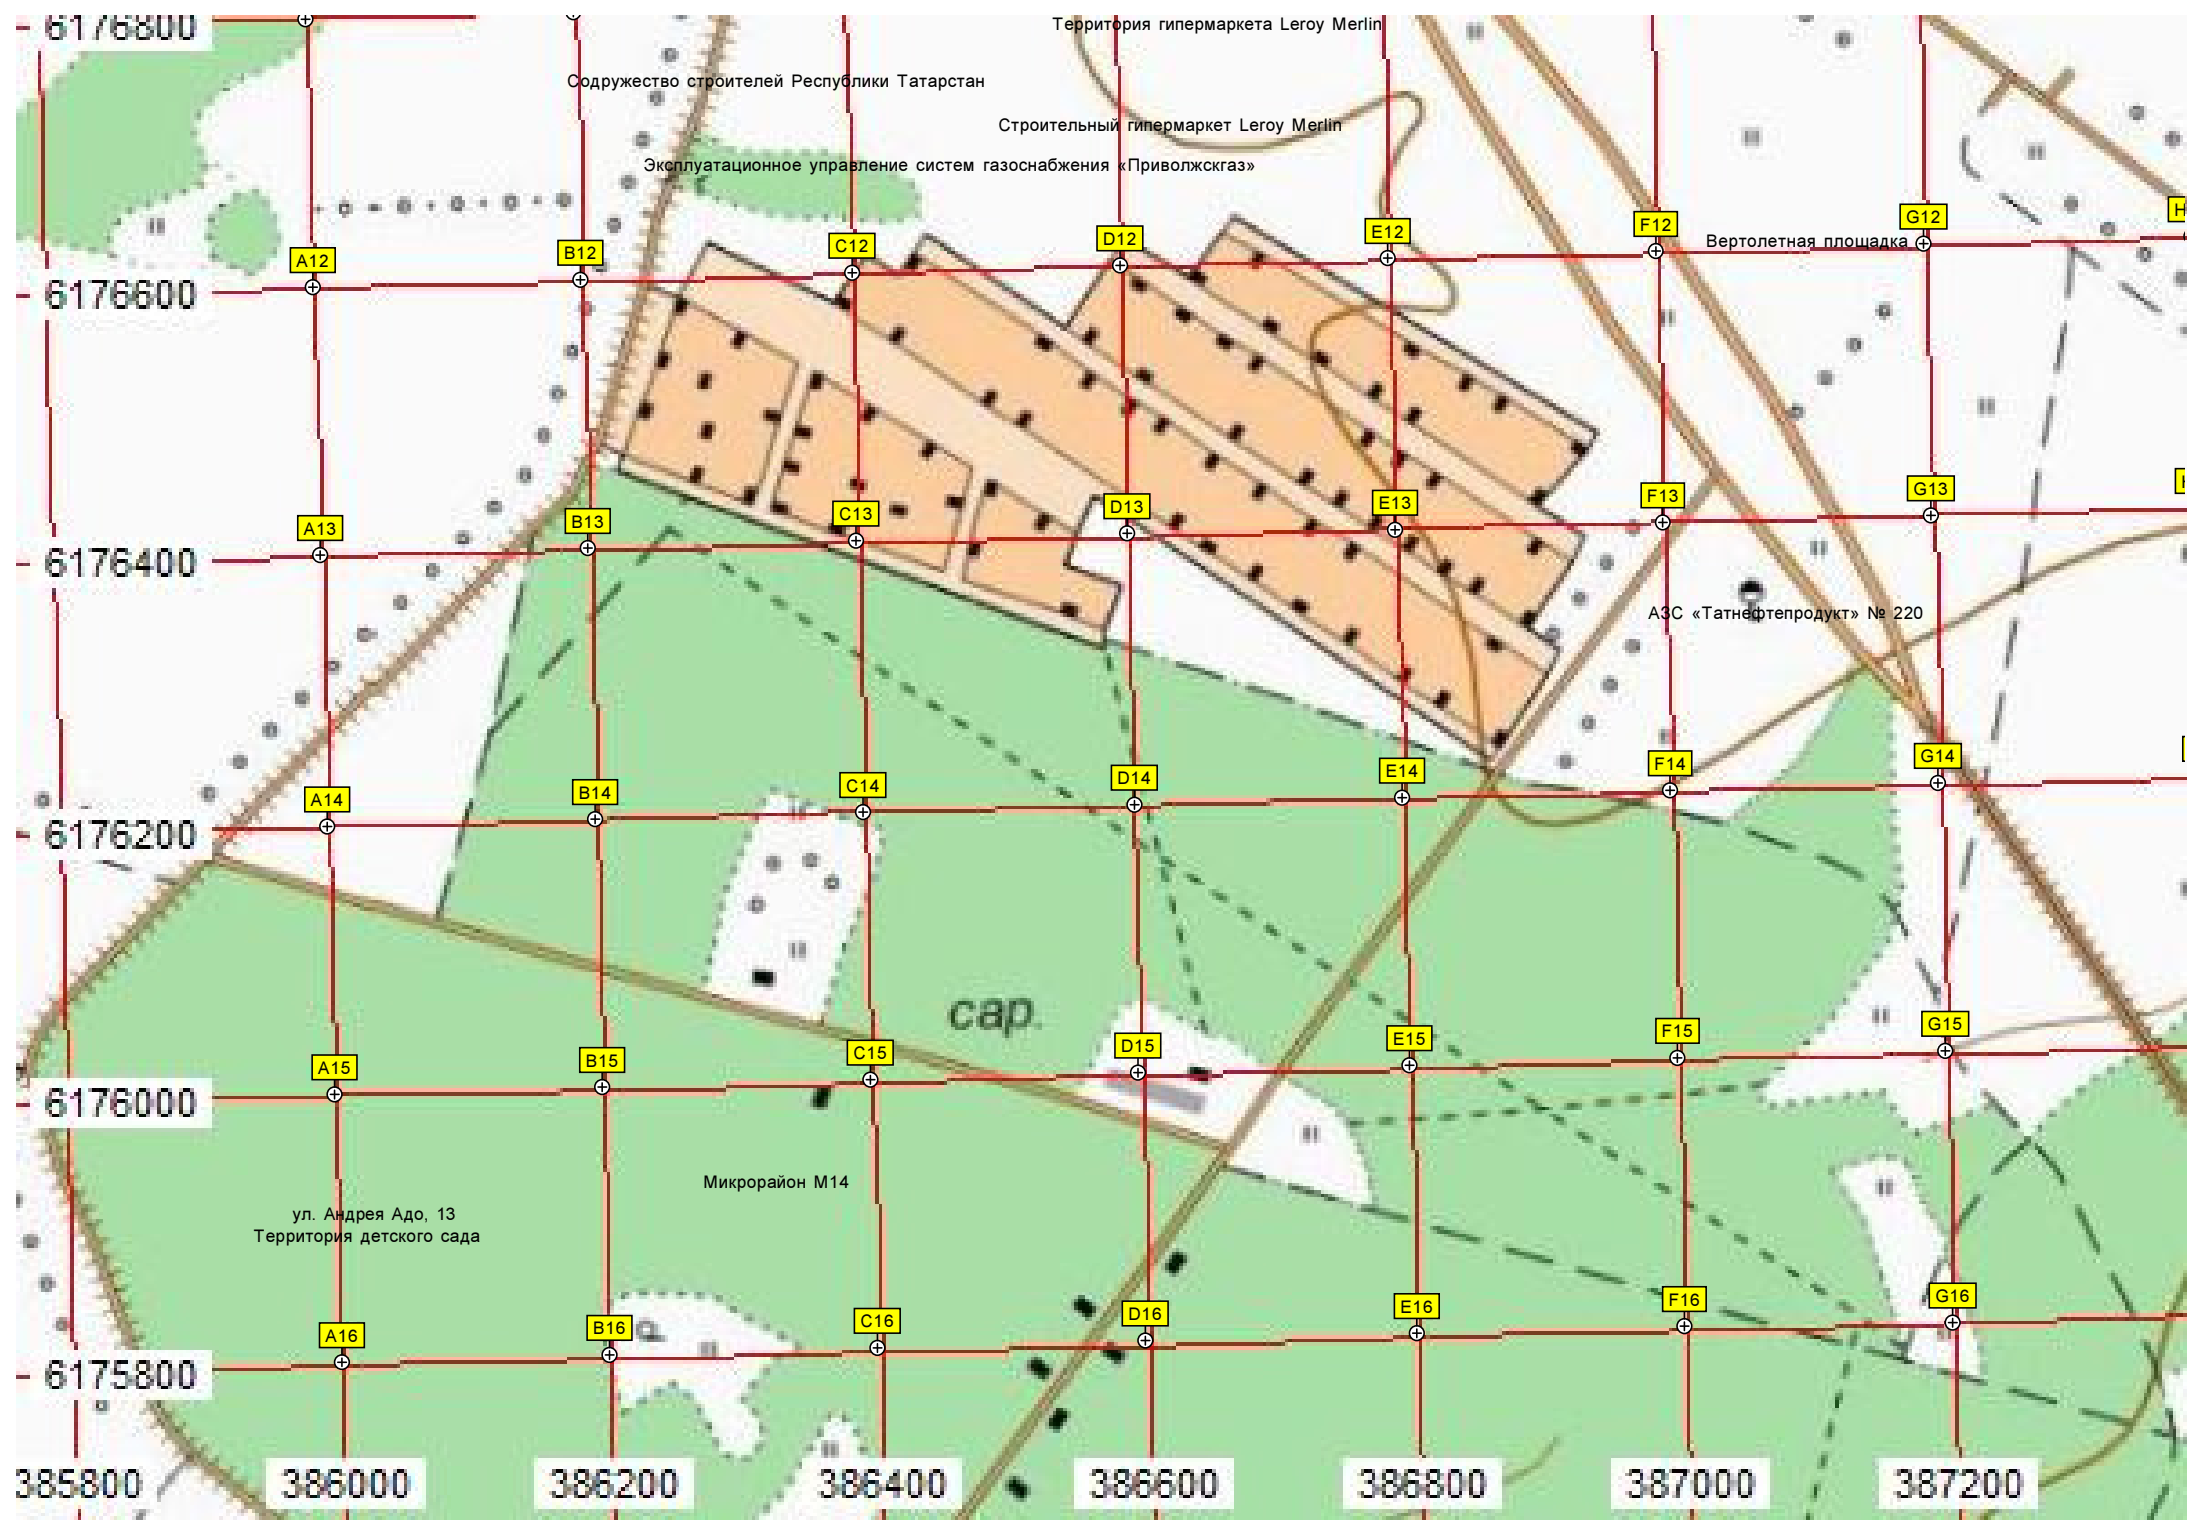 6176800
Территория гипермаркета Leroy Merlin
Содружество строителей Республики Татарстан
Строительный гипермаркет Leroy Merlin
Эксплуатационное управление систем газоснабжения «Приволжскгаз»
A12
B12
C12
D12
E12
F12
G12
H
Вертолетная площадка
6176600
A13
B13
C13
D13
E13
F13
G13
6176400
АЗС «Татнефтепродукт» № 220
A14
B14
C14
D14
E14
F14
G14
6176200
сар.
A15
B15
C15
D15
E15
F15
G15
6176000
Микрорайон М14
ул. Андрея Адо, 13
Территория детского сада
A16
B16
C16
D16
E16
F16
G16
6175800
385800
386000
386200
386400
386600
386800
387000
387200